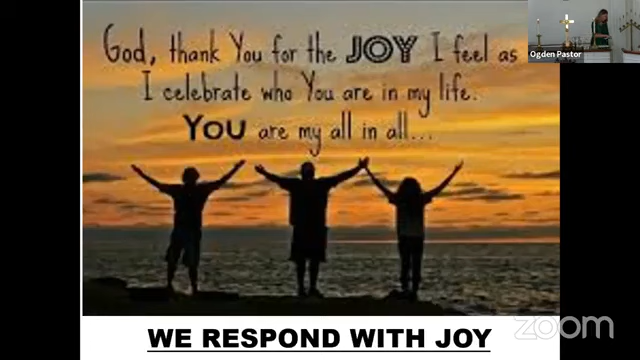 God, thank You for the JOY I feel as
I celebrate who You are in my life.
YOU are my all in all...
WE RESPOND WITH JOY
Ogden Pastor
zoom